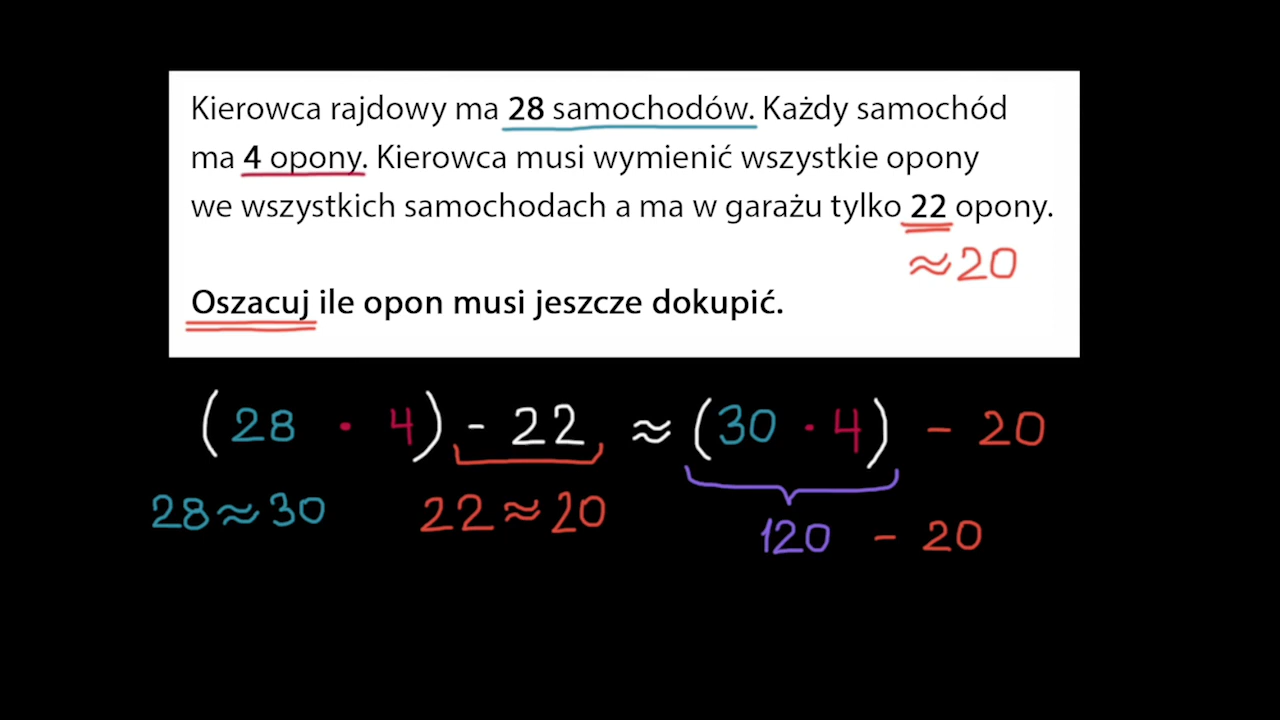 Kierowca rajdowy ma 28 samochodów. Każdy samochód
ma 4 opony. Kierowca musi wymienić wszystkie opony
we wszystkich samochodach a ma w garażu tylko 22 opony.
≈20
Oszacuj ile opon musi jeszcze dokupić.
(28 · 4) - 22 ≈ (30 · 4) - 20
28≈30 22≈20
120 - 20